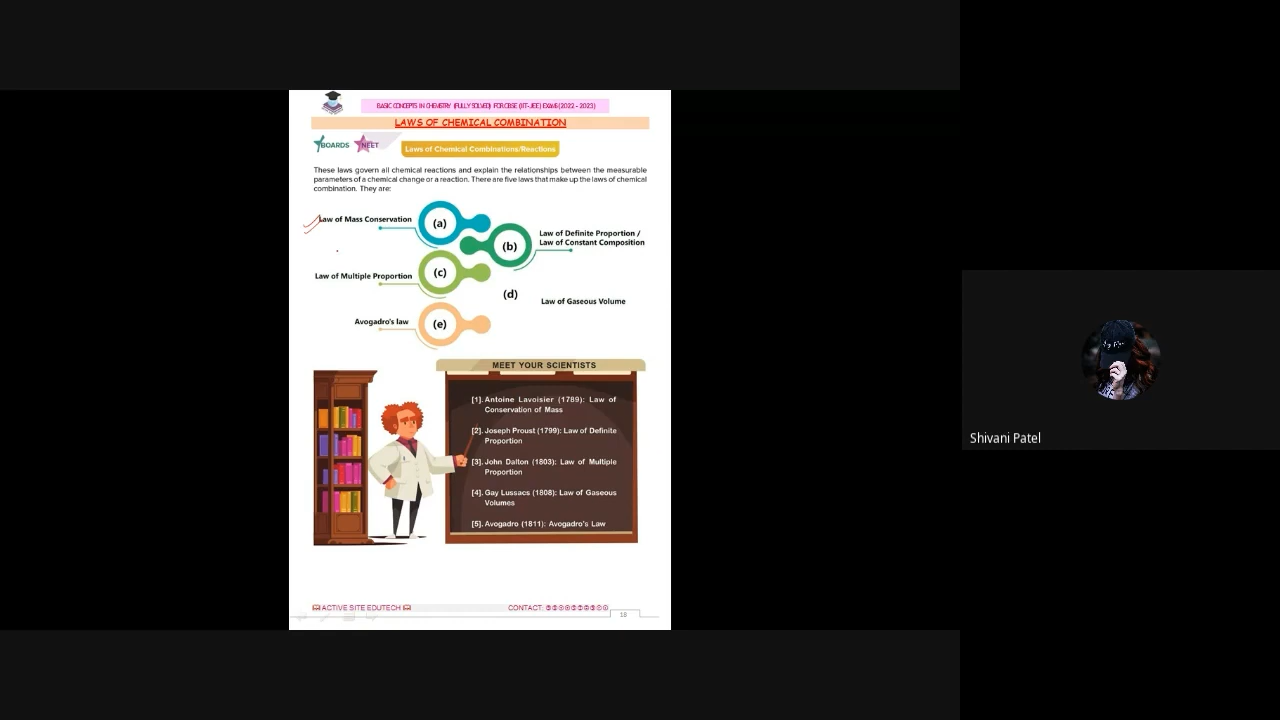 BASIC CONCEPTS IN CHEMISTRY (FULLY SOLVED) FOR CBSE (IIT-JEE) EXAMS (2022 - 2023)
LAWS OF CHEMICAL COMBINATION
BOARDS NEET
Laws of Chemical Combinations/Reactions
These laws govern all chemical reactions and explain the relationships between the measurable
parameters of a chemical change or a reaction. There are five laws that make up the laws of chemical
combination. They are:
Law of Mass Conservation
(a)
(b)
Law of Definite Proportion /
Law of Constant Composition
Law of Multiple Proportion
(c)
(d)
Law of Gaseous Volume
Avogadro's law
(e)
MEET YOUR SCIENTISTS
[1]. Antoine Lavoisier (1789): Law of
Conservation of Mass
[2]. Joseph Proust (1799): Law of Definite
Proportion
[3]. John Dalton (1803): Law of Multiple
Proportion
[4]. Gay Lussacs (1808): Law of Gaseous
Volumes
[5]. Avogadro (1811): Avogadro's Law
ACTIVE SITE EDUTECH
CONTACT:
18
Shivani Patel